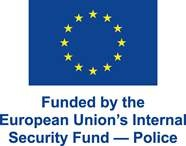 Funded by the
European Union's Internal
Security Fund — Police